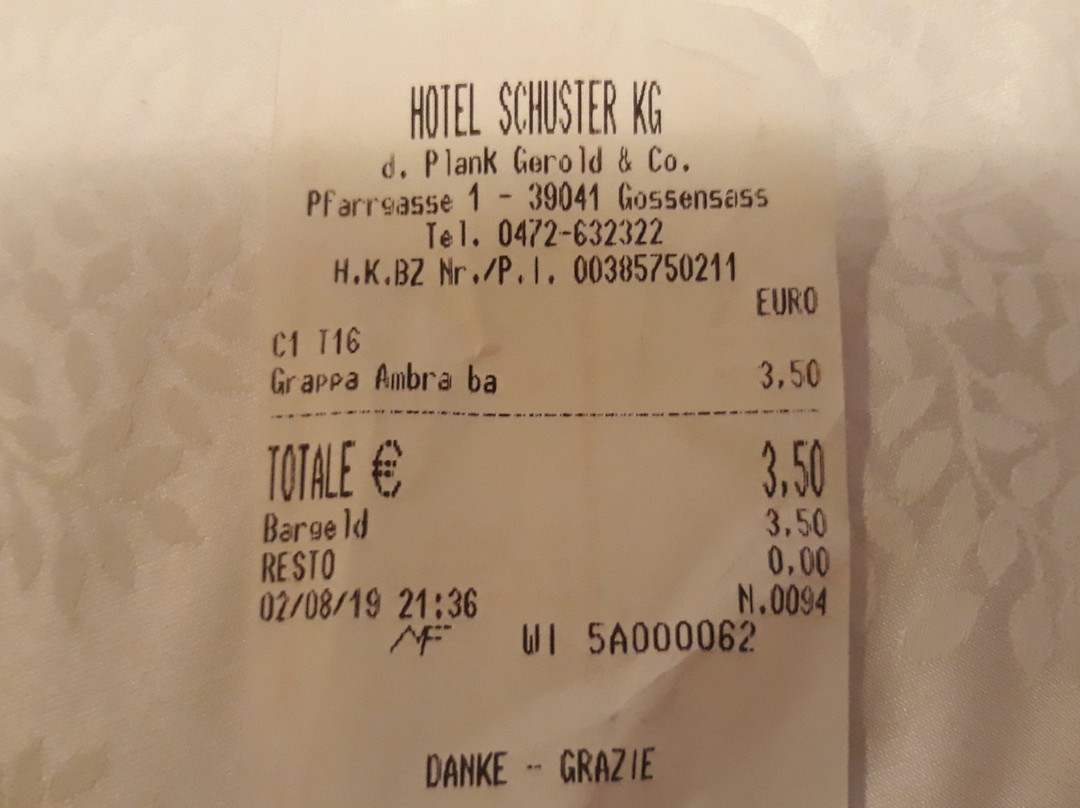 HOTEL SCHUSTER KG
d. Plank Gerold & Co.
Pfarrgasse 1 - 39041 Gossensass
Tel. 0472-632322
H.K.BZ Nr./P.I. 00385750211
EURO
C1 T16
Grappa Ambra ba 3,50
TOTALE € 3,50
Bargeld 3,50
RESTO 0,00
02/08/19 21:36 N.0094
MF WI 5A000062
DANKE - GRAZIE